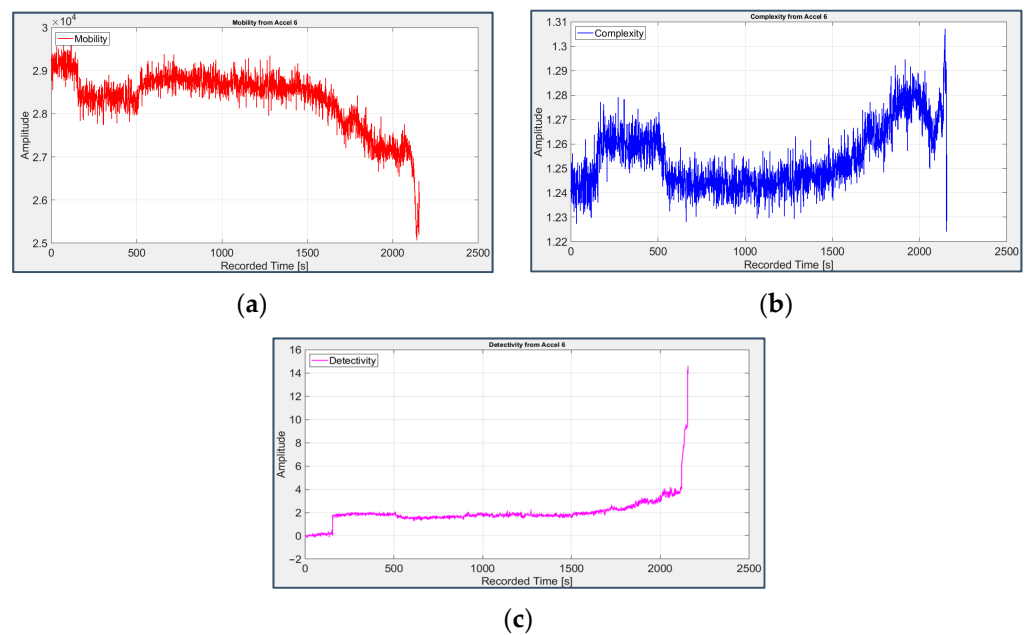 Mobility from Accel 6
×10⁴
Mobility
3
2.9
2.8
2.7
2.6
2.5
Amplitude
0 500 1000 1500 2000 2500
Recorded Time [s]
(a)
Complexity from Accel 6
Complexity
1.31
1.3
1.29
1.28
1.27
1.26
1.25
1.24
1.23
1.22
Amplitude
0 500 1000 1500 2000 2500
Recorded Time [s]
(b)
Detectivity from Accel 6
Detectivity
16
14
12
10
8
6
4
2
0
−2
Amplitude
0 500 1000 1500 2000 2500
Recorded Time [s]
(c)